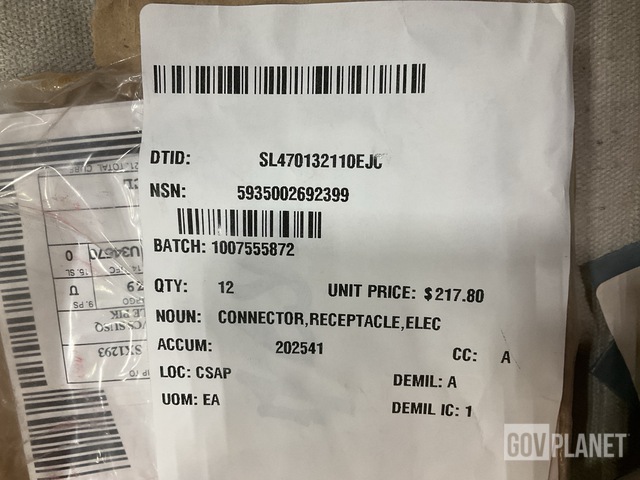 DTID: SL470132110EJC
NSN: 5935002692399
BATCH: 1007555872
QTY: 12 UNIT PRICE: $217.80
NOUN: CONNECTOR,RECEPTACLE,ELEC
ACCUM: 202541 CC: A
LOC: CSAP DEMIL: A
UOM: EA DEMIL IC: 1
SX1293
GOVPLANET